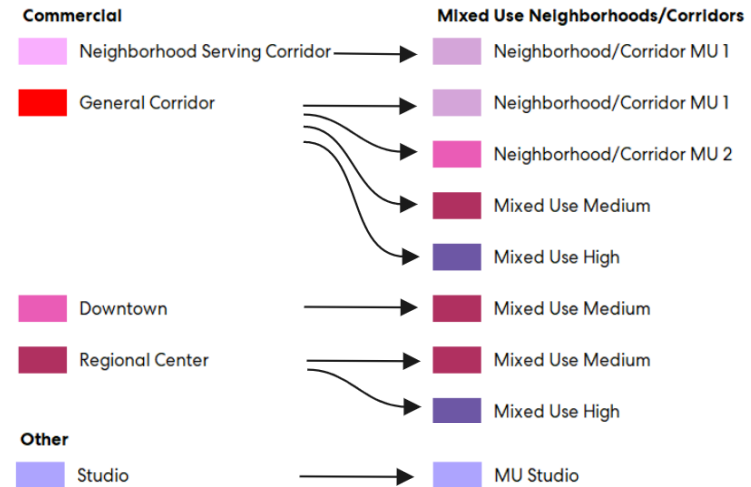 Commercial
Mixed Use Neighborhoods/Corridors
Neighborhood Serving Corridor
Neighborhood/Corridor MU 1
General Corridor
Neighborhood/Corridor MU 1
Neighborhood/Corridor MU 2
Mixed Use Medium
Mixed Use High
Downtown
Mixed Use Medium
Regional Center
Mixed Use Medium
Mixed Use High
Other
Studio
MU Studio